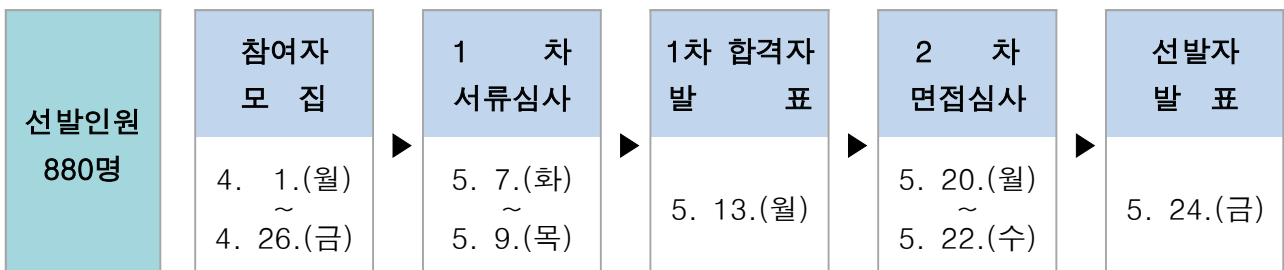 선발인원
880명
참여자
모 집
4. 1.(월)
~
4. 26.(금)
▶
1 차
서류심사
5. 7.(화)
~
5. 9.(목)
▶
1차 합격자
발 표
5. 13.(월)
▶
2 차
면접심사
5. 20.(월)
~
5. 22.(수)
▶
선발자
발 표
5. 24.(금)